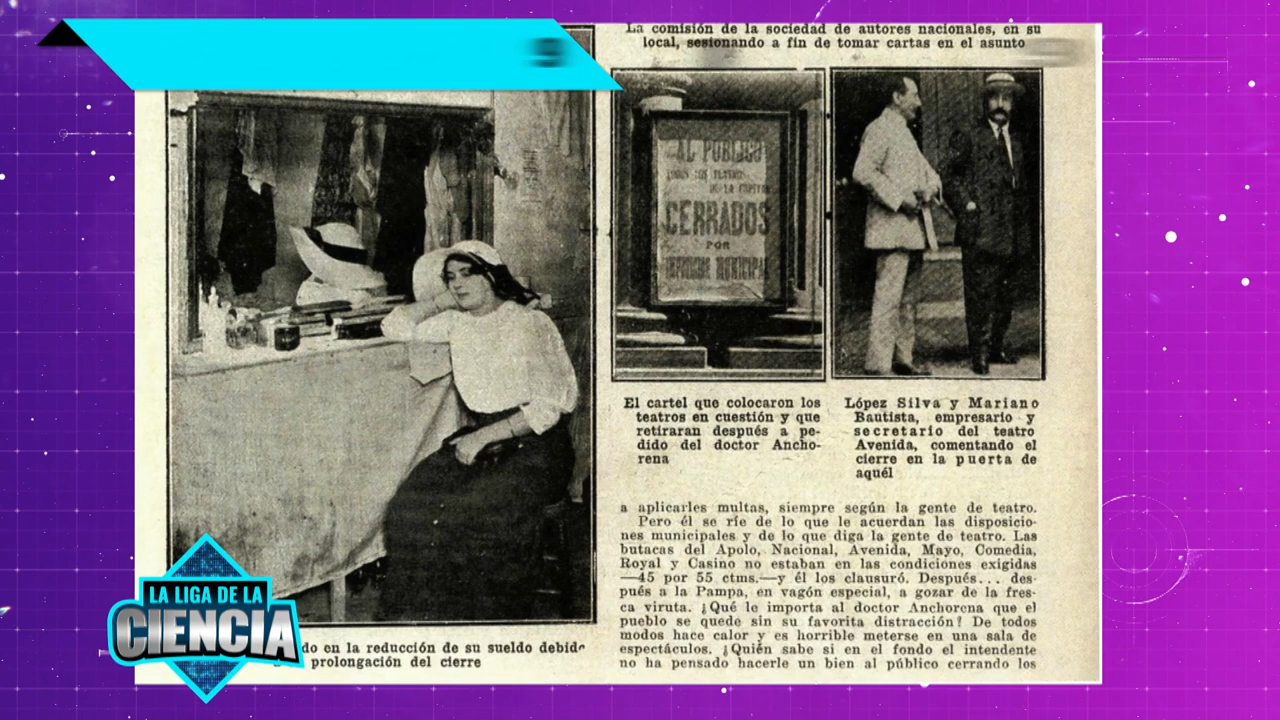 La comisión de la sociedad de autores nacionales, en su
local, sesionando a fin de tomar cartas en el asunto
AL PUBLICO
CERRADOS
POR
El cartel que colocaron los
teatros en cuestión y que
retiraran después a pe-
dido del doctor Ancho-
rena
López Silva y Mariano
Bautista, empresario y
secretario del teatro
Avenida, comentando el
cierre en la puerta de
aquél
a aplicarles multas, siempre según la gente de teatro.
Pero él se ríe de lo que le acuerdan las disposicio-
nes municipales y de lo que diga la gente de teatro. Las
butacas del Apolo, Nacional, Avenida, Mayo, Comedia,
Royal y Casino no estaban en las condiciones exigidas
—45 por 55 ctms.—y él los clausuró. Después... des-
pués a la Pampa, en vagón especial, a gozar de la fres-
ca viruta. ¿Qué le importa al doctor Anchorena que el
pueblo se quede sin su favorita distracción? De todos
modos hace calor y es horrible meterse en una sala de
espectáculos. ¿Quién sabe si en el fondo el intendente
no ha pensado hacerle un bien al público cerrando los
do en la reducción de su sueldo debido
prolongación del cierre
LA LIGA DE LA
CIENCIA